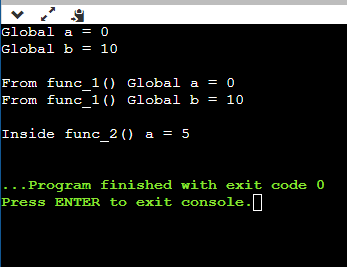 Global a = 0
Global b = 10
From func_1() Global a = 0
From func_1() Global b = 10
Inside func_2() a = 5
...Program finished with exit code 0
Press ENTER to exit console.